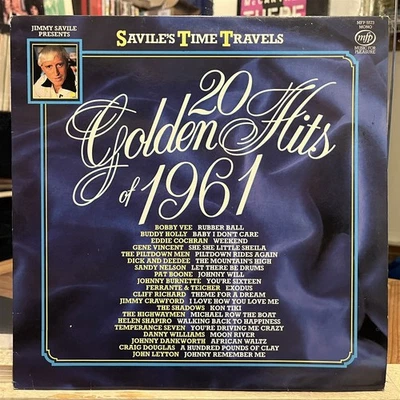 JIMMY SAVILE
PRESENTS
SAVILE'S TIME TRAVELS
MONO
mfp
MUSIC FOR
PLEASURE
20
Golden Hits
of 1961
BOBBY VEE RUBBER BALL
BUDDY HOLLY BABY I DON'T CARE
EDDIE COCHRAN WEEKEND
GENE VINCENT SHE SHE LITTLE SHEILA
THE PILTDOWN MEN PILTDOWN RIDES AGAIN
DICK AND DEEDEE THE MOUNTAIN'S HIGH
SANDY NELSON LET THERE BE DRUMS
PAT BOONE JOHNNY WILL
JOHNNY BURNETTE YOU'RE SIXTEEN
FERRANTE & TEICHER EXODUS
CLIFF RICHARD THEME FOR A DREAM
JIMMY CRAWFORD I LOVE HOW YOU LOVE ME
THE SHADOWS KON TIKI
THE HIGHWAYMEN MICHAEL ROW THE BOAT
HELEN SHAPIRO WALKING BACK TO HAPPINESS
TEMPERANCE SEVEN YOU'RE DRIVING ME CRAZY
DANNY WILLIAMS MOON RIVER
JOHNNY DANKWORTH AFRICAN WALTZ
CRAIG DOUGLAS A HUNDRED POUNDS OF CLAY
JOHN LEYTON JOHNNY REMEMBER ME